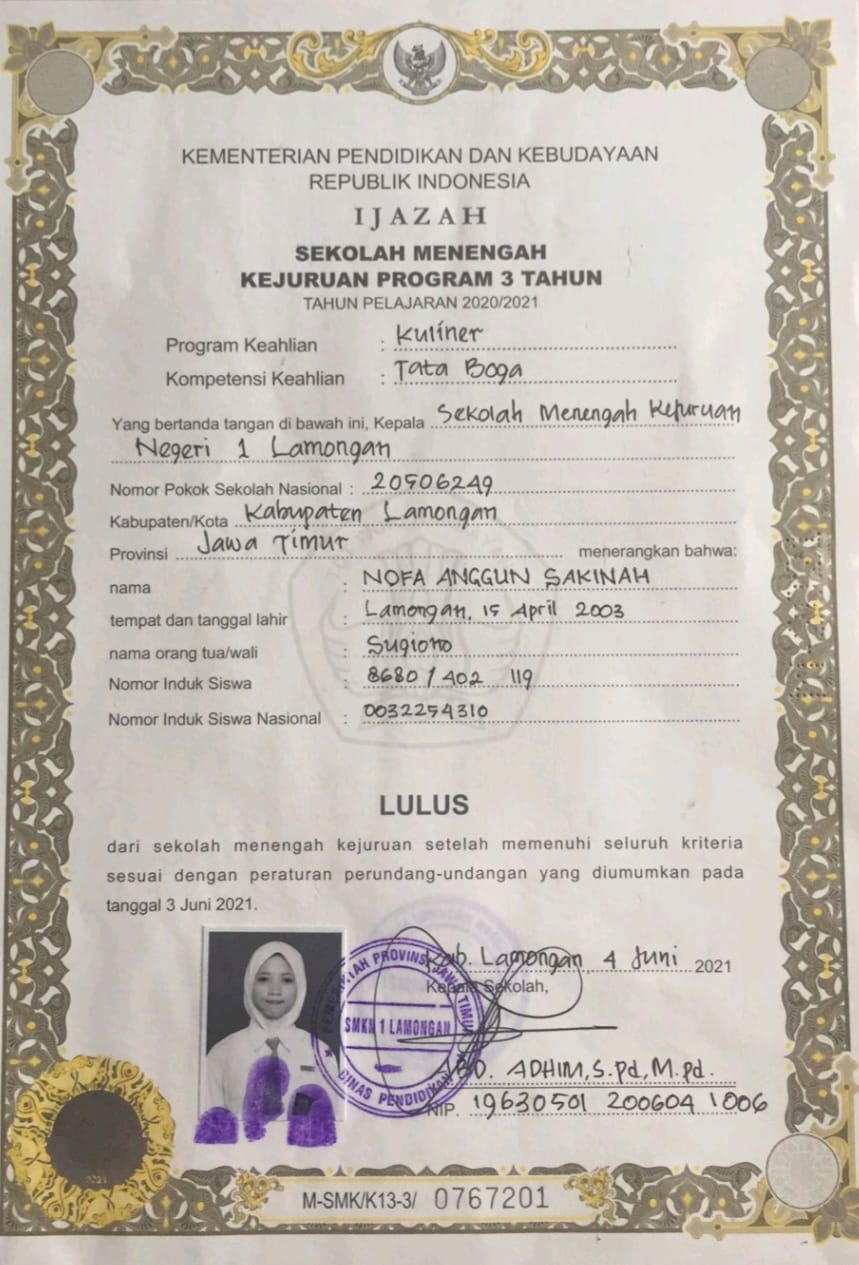 KEMENTERIAN PENDIDIKAN DAN KEBUDAYAAN
REPUBLIK INDONESIA
IJAZAH
SEKOLAH MENENGAH
KEJURUAN PROGRAM 3 TAHUN
TAHUN PELAJARAN 2020/2021
Program Keahlian : Kuliner
Kompetensi Keahlian : Tata Boga
Yang bertanda tangan di bawah ini, Kepala Sekolah Menengah Kejuruan
Negeri 1 Lamongan
Nomor Pokok Sekolah Nasional : 20506249
Kabupaten/Kota Kabupaten Lamongan
Provinsi Jawa Timur menerangkan bahwa:
nama : NOFA ANGGUN SAKINAH
tempat dan tanggal lahir : Lamongan, 15 April 2003
nama orang tua/wali : Sugiono
Nomor Induk Siswa : 8680 / 402 119
Nomor Induk Siswa Nasional : 0032254310
LULUS
dari sekolah menengah kejuruan setelah memenuhi seluruh kriteria
sesuai dengan peraturan perundang-undangan yang diumumkan pada
tanggal 3 Juni 2021.
Kab. Lamongan, 4 Juni 2021
Kepala Sekolah,
PEMERINTAH PROVINSI JAWA TIMUR
SMKN 1 LAMONGAN
DINAS PENDIDIKAN
ABD. ADHIM, S.Pd, M.Pd.
NIP. 19630501 200604 1 006
2021
M-SMK/K13-3/ 0767201